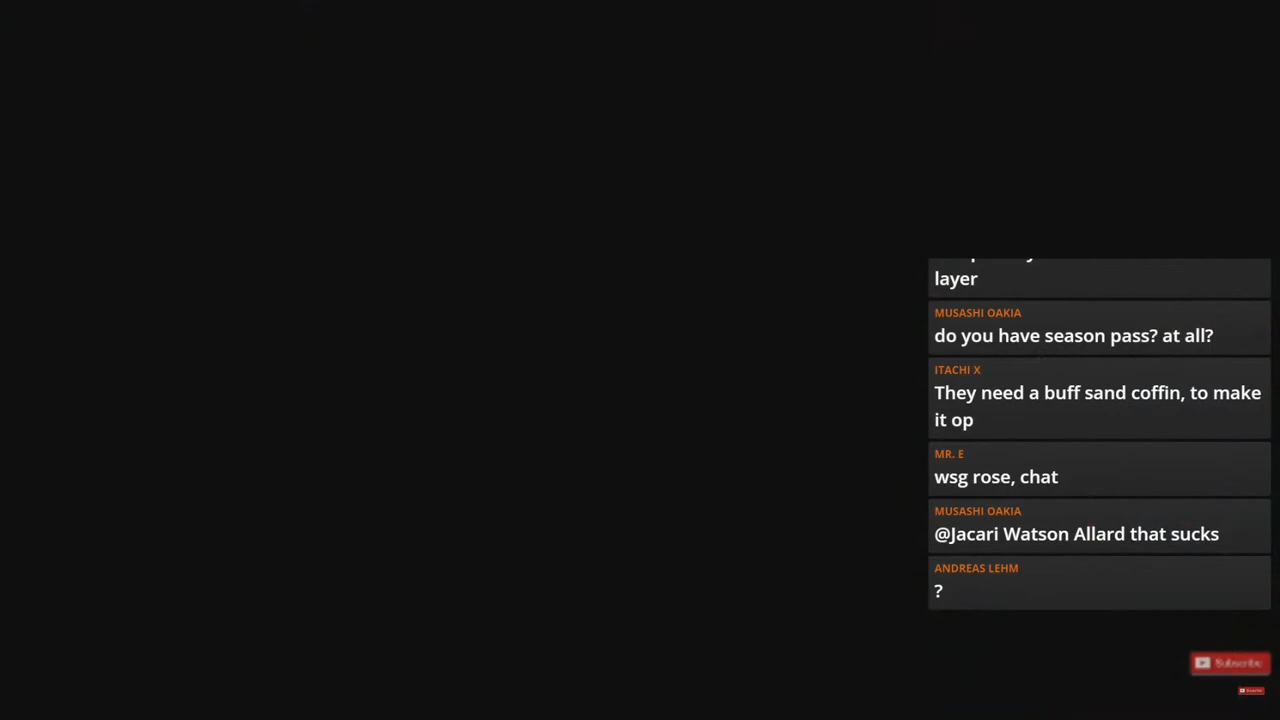 layer
MUSASHI OAKIA
do you have season pass? at all?
ITACHI X
They need a buff sand coffin, to make
it op
MR. E
wsg rose, chat
MUSASHI OAKIA
@Jacari Watson Allard that sucks
ANDREAS LEHM
?
Subscribe